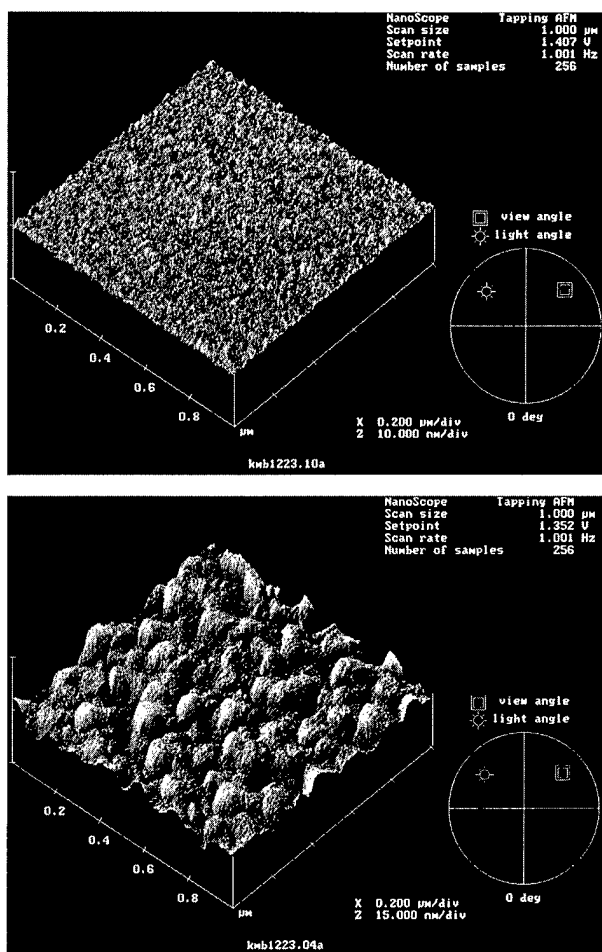 NanoScope Tapping AFM
Scan size 1.000 µm
Setpoint 1.407 V
Scan rate 1.001 Hz
Number of samples 256
view angle
light angle
0.2
0.4
0.6
0.8
µm
0 deg
X 0.200 µm/div
Z 10.000 nm/div
kmb1223.10a
NanoScope Tapping AFM
Scan size 1.000 µm
Setpoint 1.352 V
Scan rate 1.001 Hz
Number of samples 256
view angle
light angle
0.2
0.4
0.6
0.8
µm
0 deg
X 0.200 µm/div
Z 15.000 nm/div
kmb1223.04a